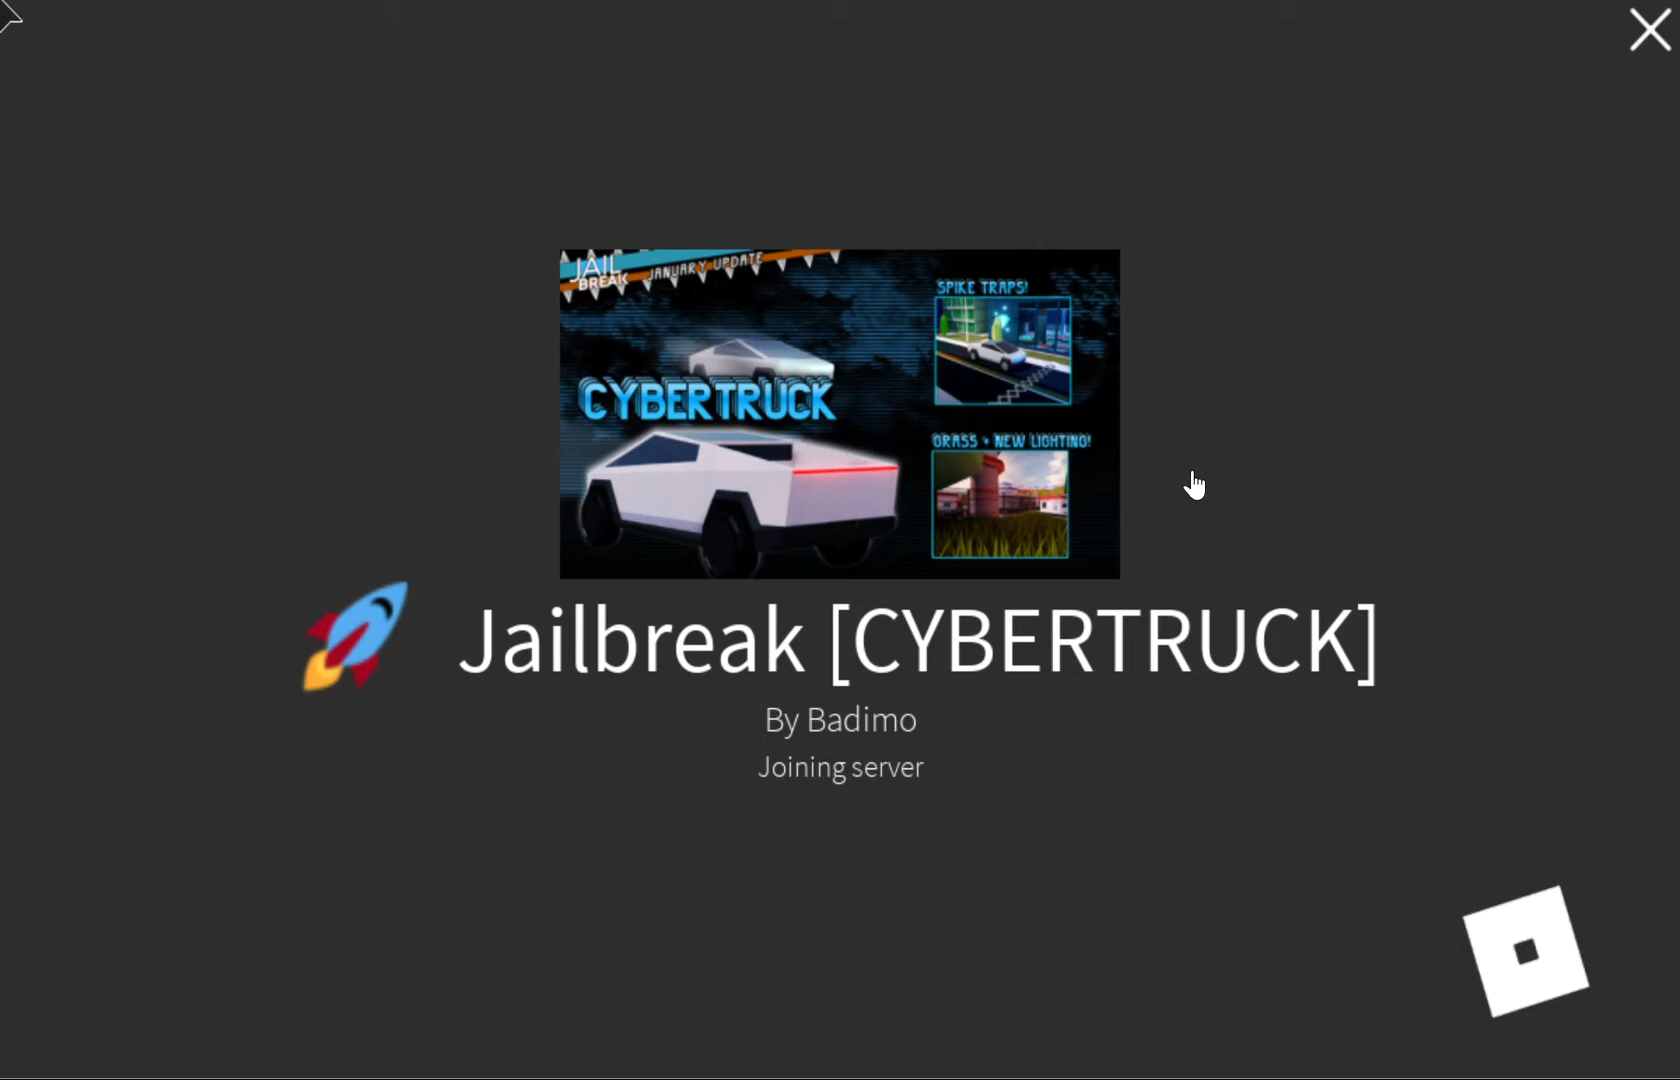 JAIL
BREAK
JANUARY UPDATE
SPIKE TRAPS!
CYBERTRUCK
GRASS + NEW LIGHTING!
🚀 Jailbreak [CYBERTRUCK]
By Badimo
Joining server